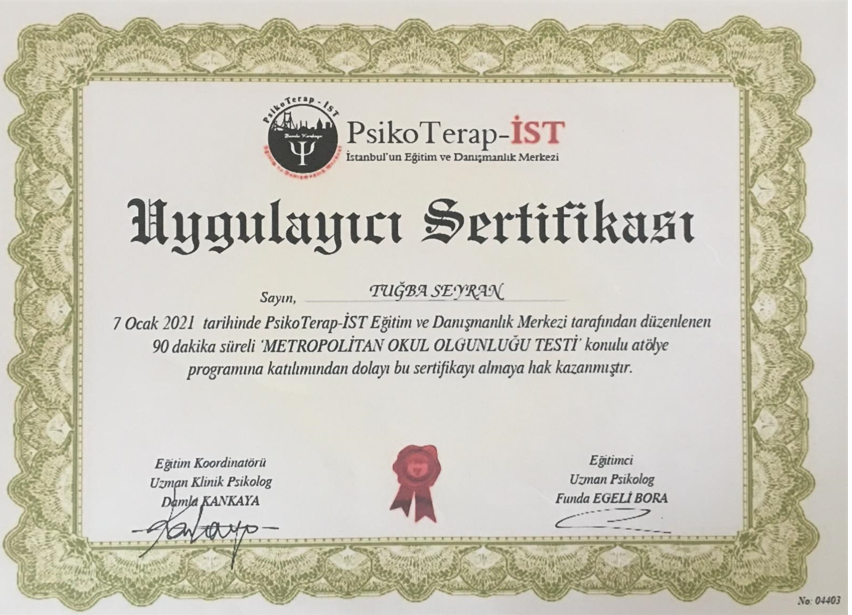 PsikoTerap - İST
PsikoTerap-İST
İstanbul'un Eğitim ve Danışmanlık Merkezi
Uygulayıcı Sertifikası
Sayın, TUĞBA SEYRAN
7 Ocak 2021 tarihinde PsikoTerap-İST Eğitim ve Danışmanlık Merkezi tarafından düzenlenen
90 dakika süreli 'METROPOLİTAN OKUL OLGUNLUĞU TESTİ' konulu atölye
programına katılımından dolayı bu sertifikayı almaya hak kazanmıştır.
Eğitim Koordinatörü
Uzman Klinik Psikolog
Damla KANKAYA
Eğitimci
Uzman Psikolog
Funda EGELİ BORA
No: 04403